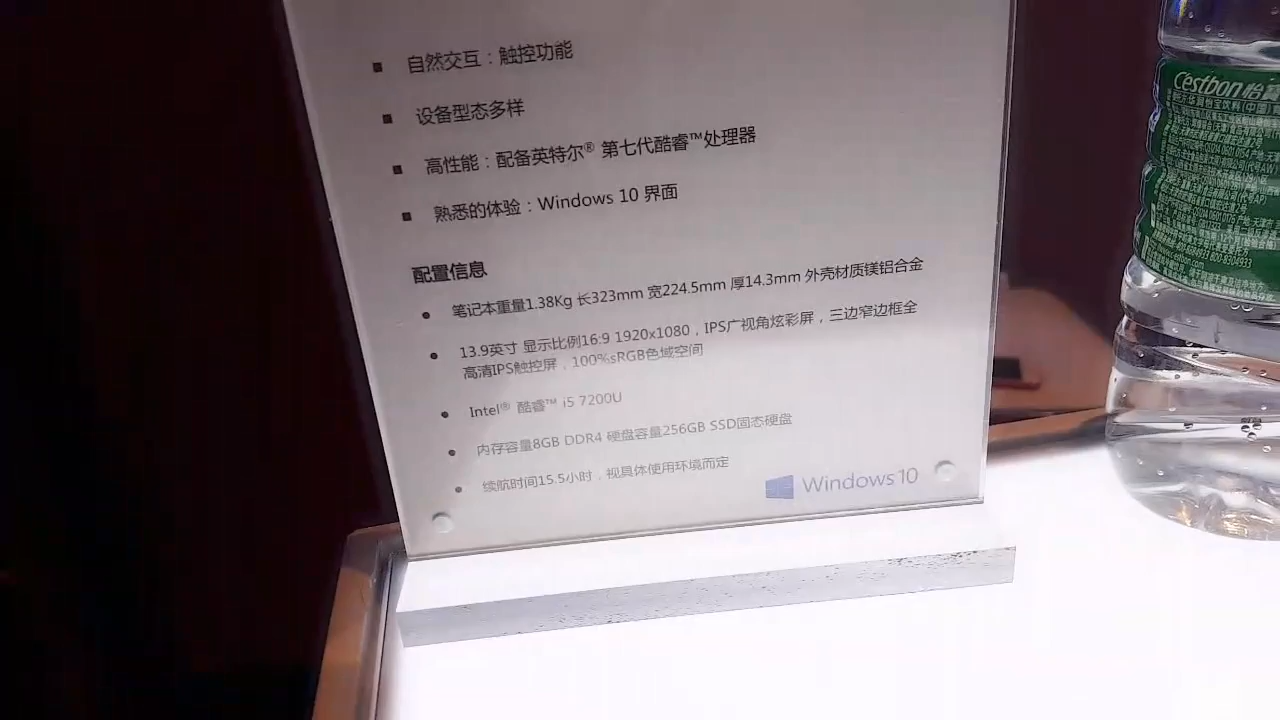 自然交互：触控功能
设备型态多样
高性能：配备英特尔® 第七代酷睿™处理器
熟悉的体验：Windows 10 界面
配置信息
笔记本重量1.38Kg 长323mm 宽224.5mm 厚14.3mm 外壳材质镁铝合金
13.9英寸 显示比例16:9 1920x1080，IPS广视角炫彩屏，三边窄边框全
高清IPS触控屏，100%sRGB色域空间
Intel® 酷睿™ i5 7200U
内存容量8GB DDR4 硬盘容量256GB SSD固态硬盘
续航时间15.5小时，视具体使用环境而定
Windows 10
C'estbon 怡